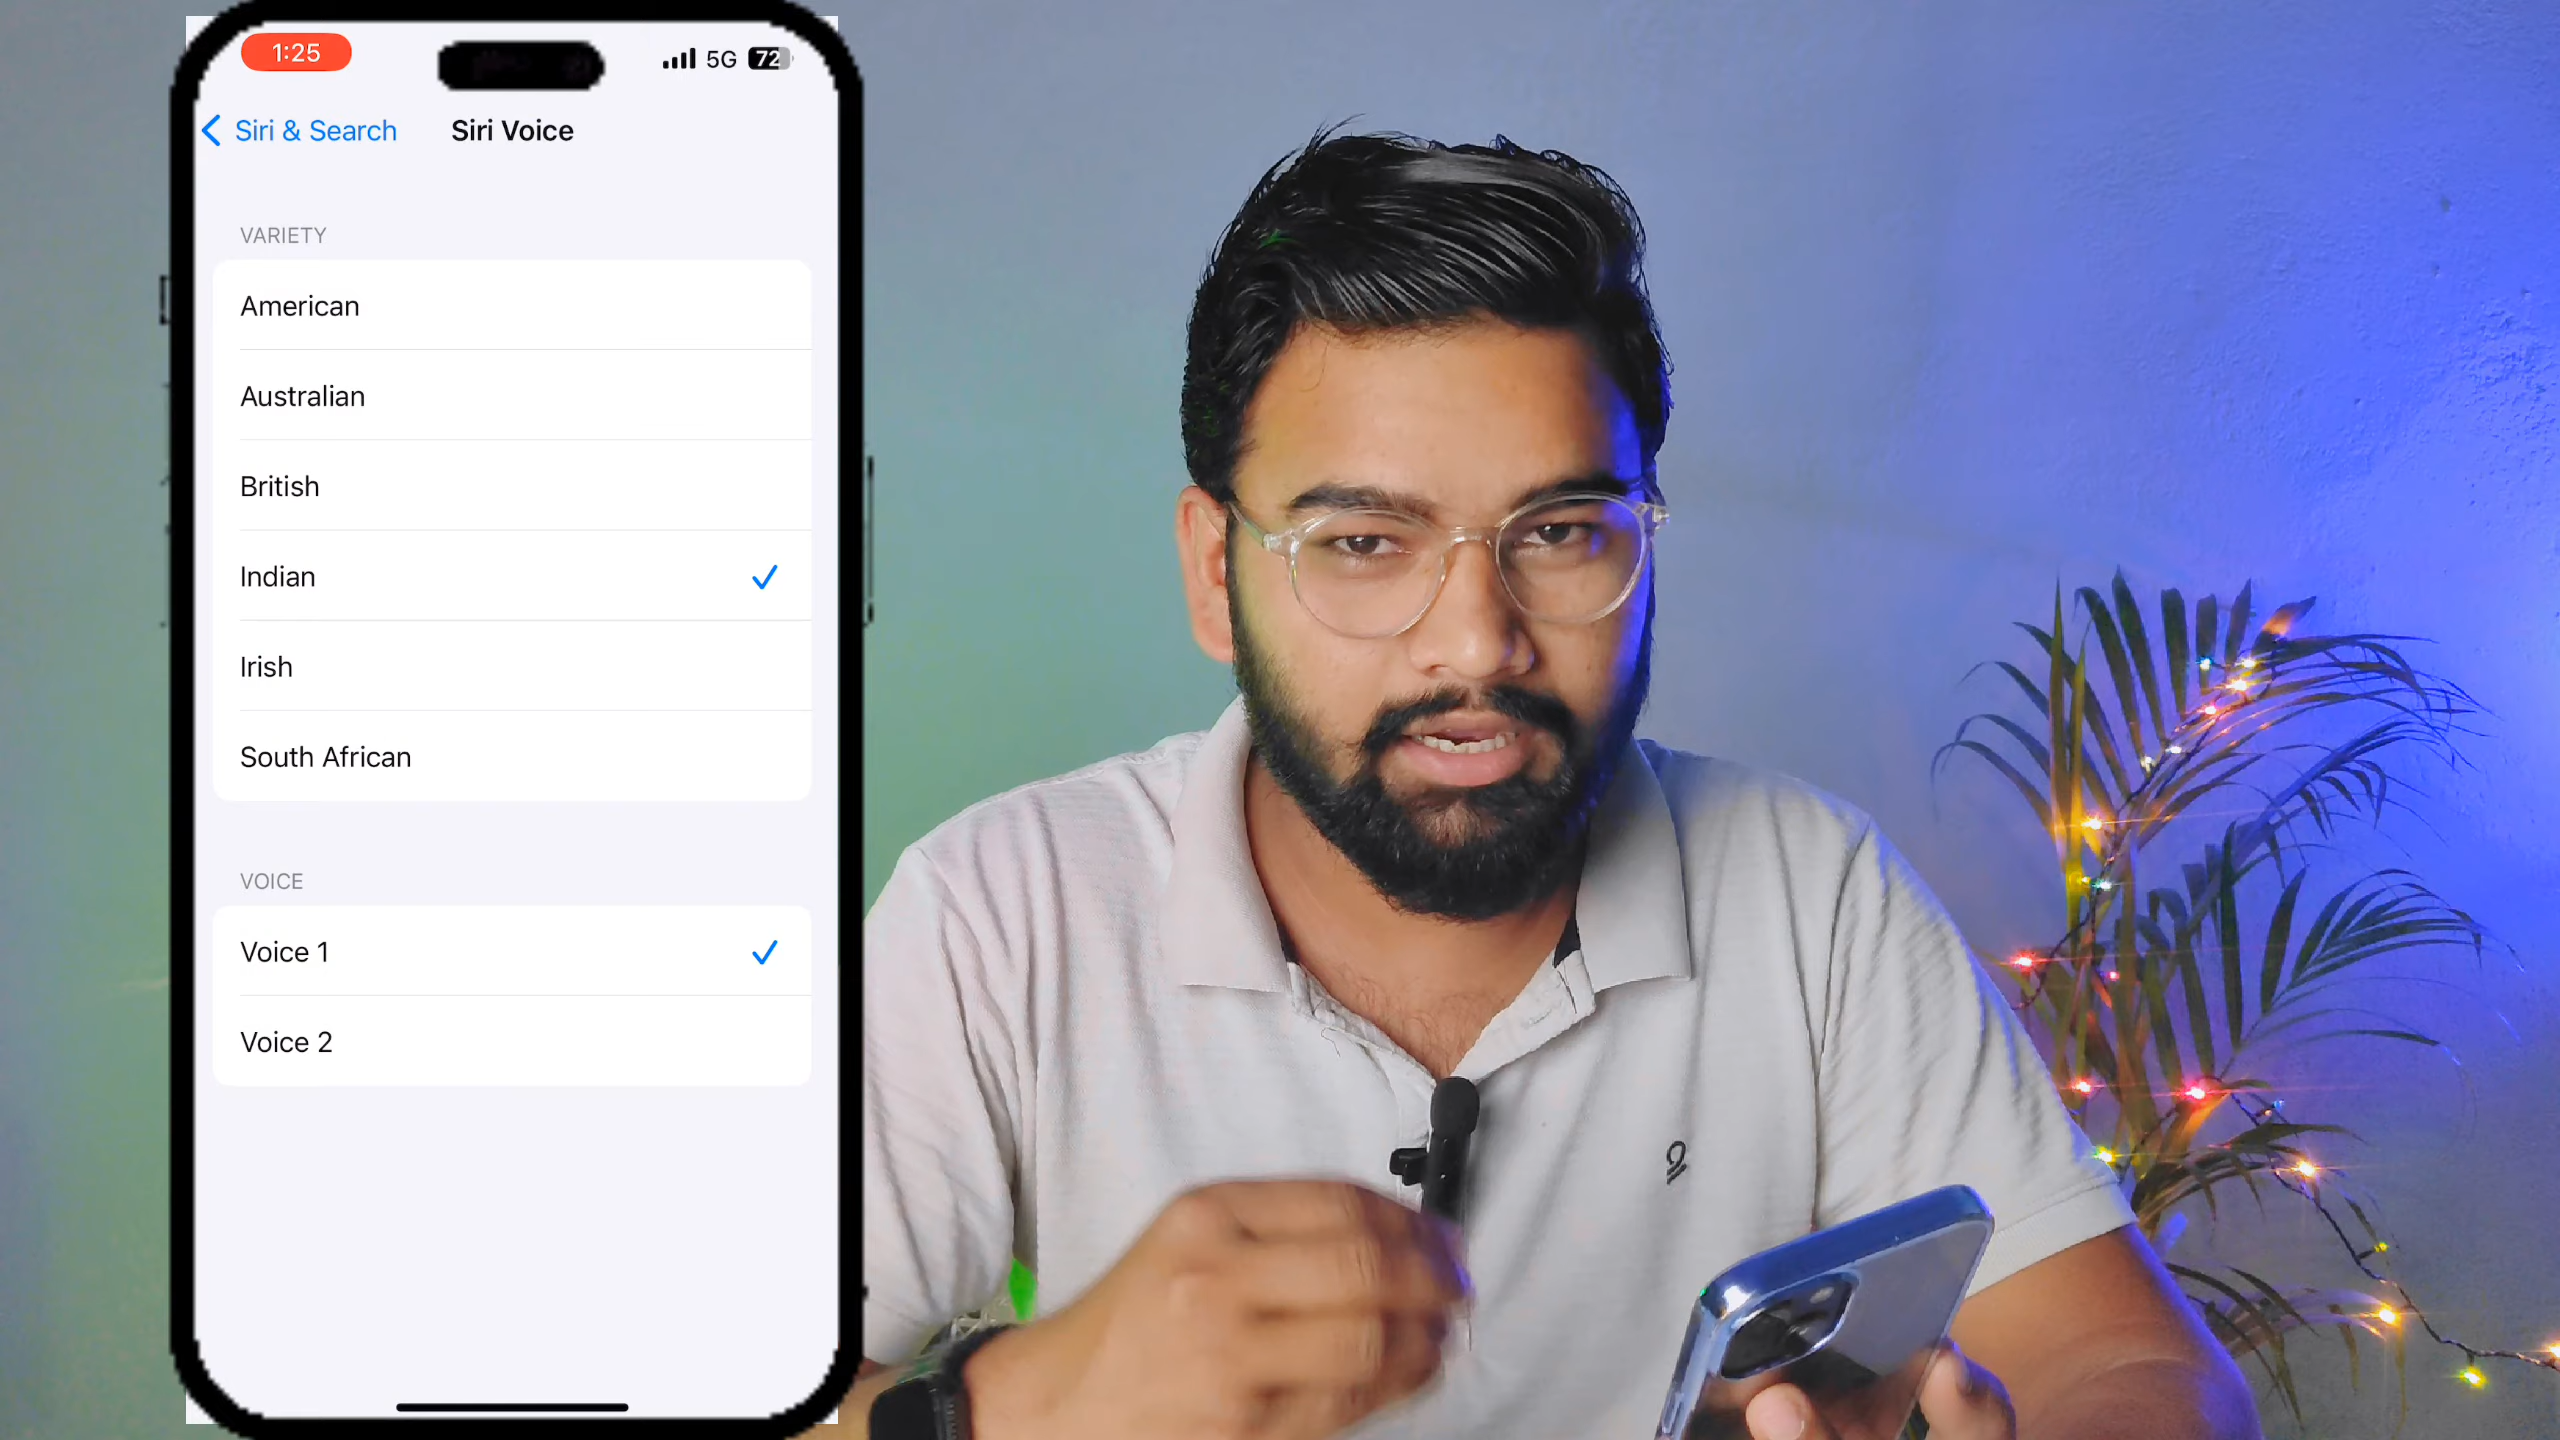 1:25
5G 72
Siri & Search Siri Voice
VARIETY
American
Australian
British
Indian
Irish
South African
VOICE
Voice 1
Voice 2